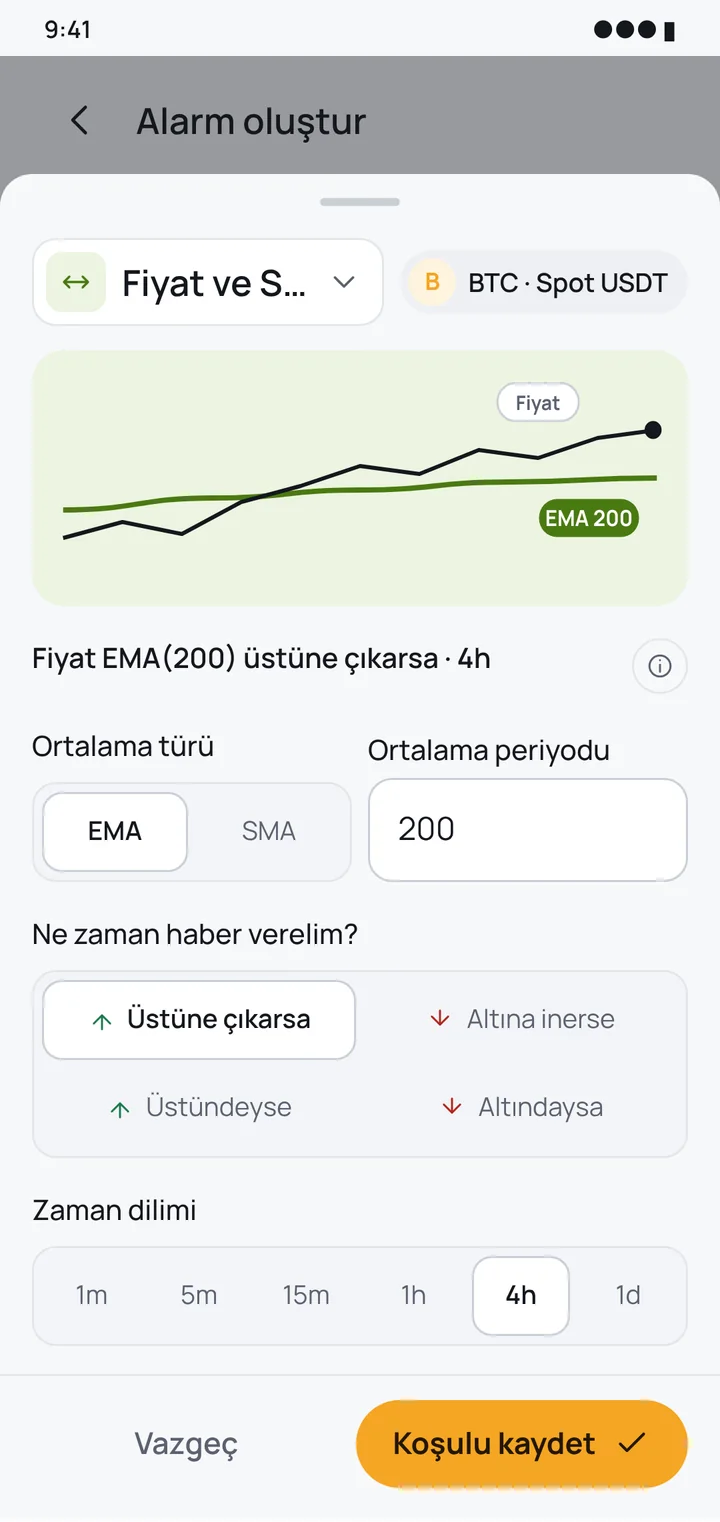 9:41
Alarm oluştur
Fiyat ve S...
B BTC · Spot USDT
Fiyat
EMA 200
Fiyat EMA(200) üstüne çıkarsa · 4h
Ortalama türü
Ortalama periyodu
EMA SMA
200
Ne zaman haber verelim?
Üstüne çıkarsa Altına inerse
Üstündeyse Altındaysa
Zaman dilimi
1m 5m 15m 1h 4h 1d
Vazgeç Koşulu kaydet